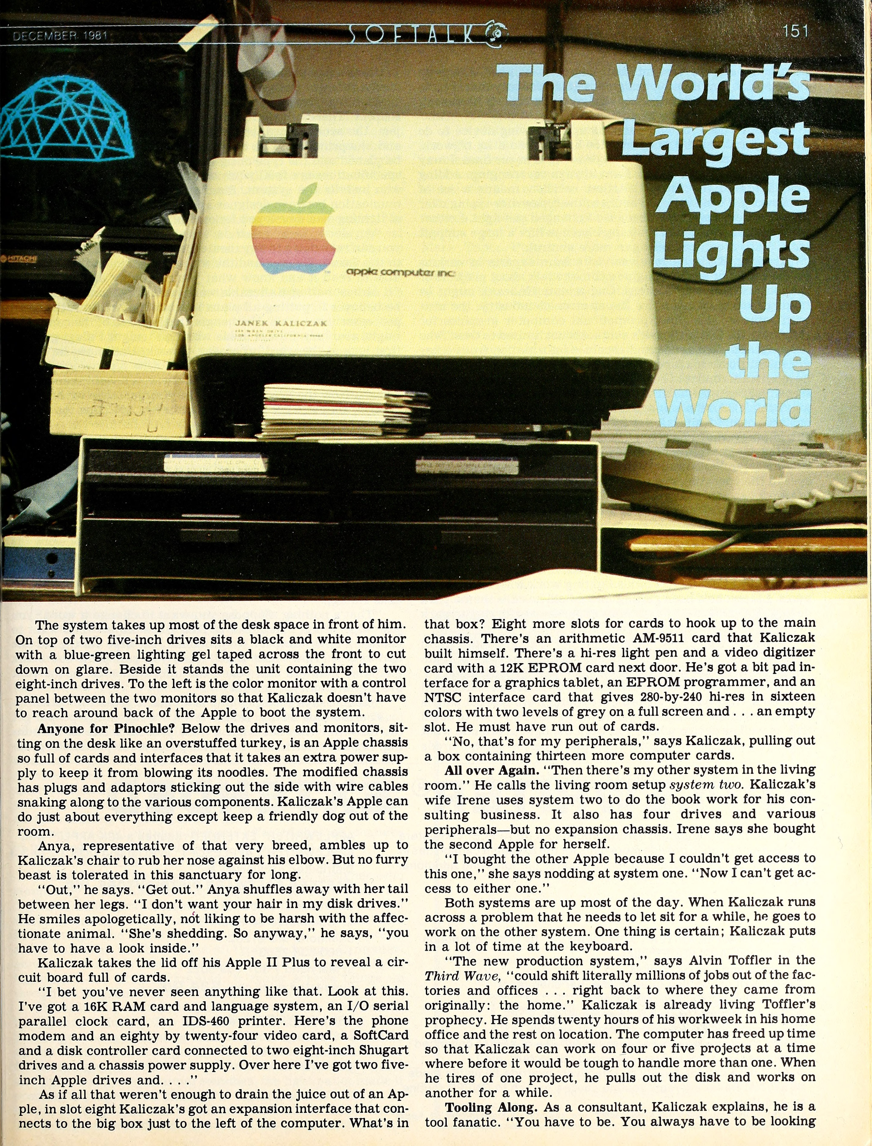 DECEMBER 1981
SOFTALK
151
The World's
Largest
Apple
Lights
Up
the
World
HITACHI
apple computer inc.
JANEK KALICZAK
The system takes up most of the desk space in front of him.
On top of two five-inch drives sits a black and white monitor
with a blue-green lighting gel taped across the front to cut
down on glare. Beside it stands the unit containing the two
eight-inch drives. To the left is the color monitor with a control
panel between the two monitors so that Kaliczak doesn't have
to reach around back of the Apple to boot the system.
Anyone for Pinochle? Below the drives and monitors, sit-
ting on the desk like an overstuffed turkey, is an Apple chassis
so full of cards and interfaces that it takes an extra power sup-
ply to keep it from blowing its noodles. The modified chassis
has plugs and adaptors sticking out the side with wire cables
snaking along to the various components. Kaliczak's Apple can
do just about everything except keep a friendly dog out of the
room.
Anya, representative of that very breed, ambles up to
Kaliczak's chair to rub her nose against his elbow. But no furry
beast is tolerated in this sanctuary for long.
"Out," he says. "Get out." Anya shuffles away with her tail
between her legs. "I don't want your hair in my disk drives."
He smiles apologetically, not liking to be harsh with the affec-
tionate animal. "She's shedding. So anyway," he says, "you
have to have a look inside."
Kaliczak takes the lid off his Apple II Plus to reveal a cir-
cuit board full of cards.
"I bet you've never seen anything like that. Look at this.
I've got a 16K RAM card and language system, an I/O serial
parallel clock card, an IDS-460 printer. Here's the phone
modem and an eighty by twenty-four video card, a SoftCard
and a disk controller card connected to two eight-inch Shugart
drives and a chassis power supply. Over here I've got two five-
inch Apple drives and. . . ."
As if all that weren't enough to drain the juice out of an Ap-
ple, in slot eight Kaliczak's got an expansion interface that con-
nects to the big box just to the left of the computer. What's in
that box? Eight more slots for cards to hook up to the main
chassis. There's an arithmetic AM-9511 card that Kaliczak
built himself. There's a hi-res light pen and a video digitizer
card with a 12K EPROM card next door. He's got a bit pad in-
terface for a graphics tablet, an EPROM programmer, and an
NTSC interface card that gives 280-by-240 hi-res in sixteen
colors with two levels of grey on a full screen and . . . an empty
slot. He must have run out of cards.
"No, that's for my peripherals," says Kaliczak, pulling out
a box containing thirteen more computer cards.
All over Again. "Then there's my other system in the living
room." He calls the living room setup system two. Kaliczak's
wife Irene uses system two to do the book work for his con-
sulting business. It also has four drives and various
peripherals—but no expansion chassis. Irene says she bought
the second Apple for herself.
"I bought the other Apple because I couldn't get access to
this one," she says nodding at system one. "Now I can't get ac-
cess to either one."
Both systems are up most of the day. When Kaliczak runs
across a problem that he needs to let sit for a while, he goes to
work on the other system. One thing is certain; Kaliczak puts
in a lot of time at the keyboard.
"The new production system," says Alvin Toffler in the
Third Wave, "could shift literally millions of jobs out of the fac-
tories and offices . . . right back to where they came from
originally: the home." Kaliczak is already living Toffler's
prophecy. He spends twenty hours of his workweek in his home
office and the rest on location. The computer has freed up time
so that Kaliczak can work on four or five projects at a time
where before it would be tough to handle more than one. When
he tires of one project, he pulls out the disk and works on
another for a while.
Tooling Along. As a consultant, Kaliczak explains, he is a
tool fanatic. "You have to be. You always have to be looking